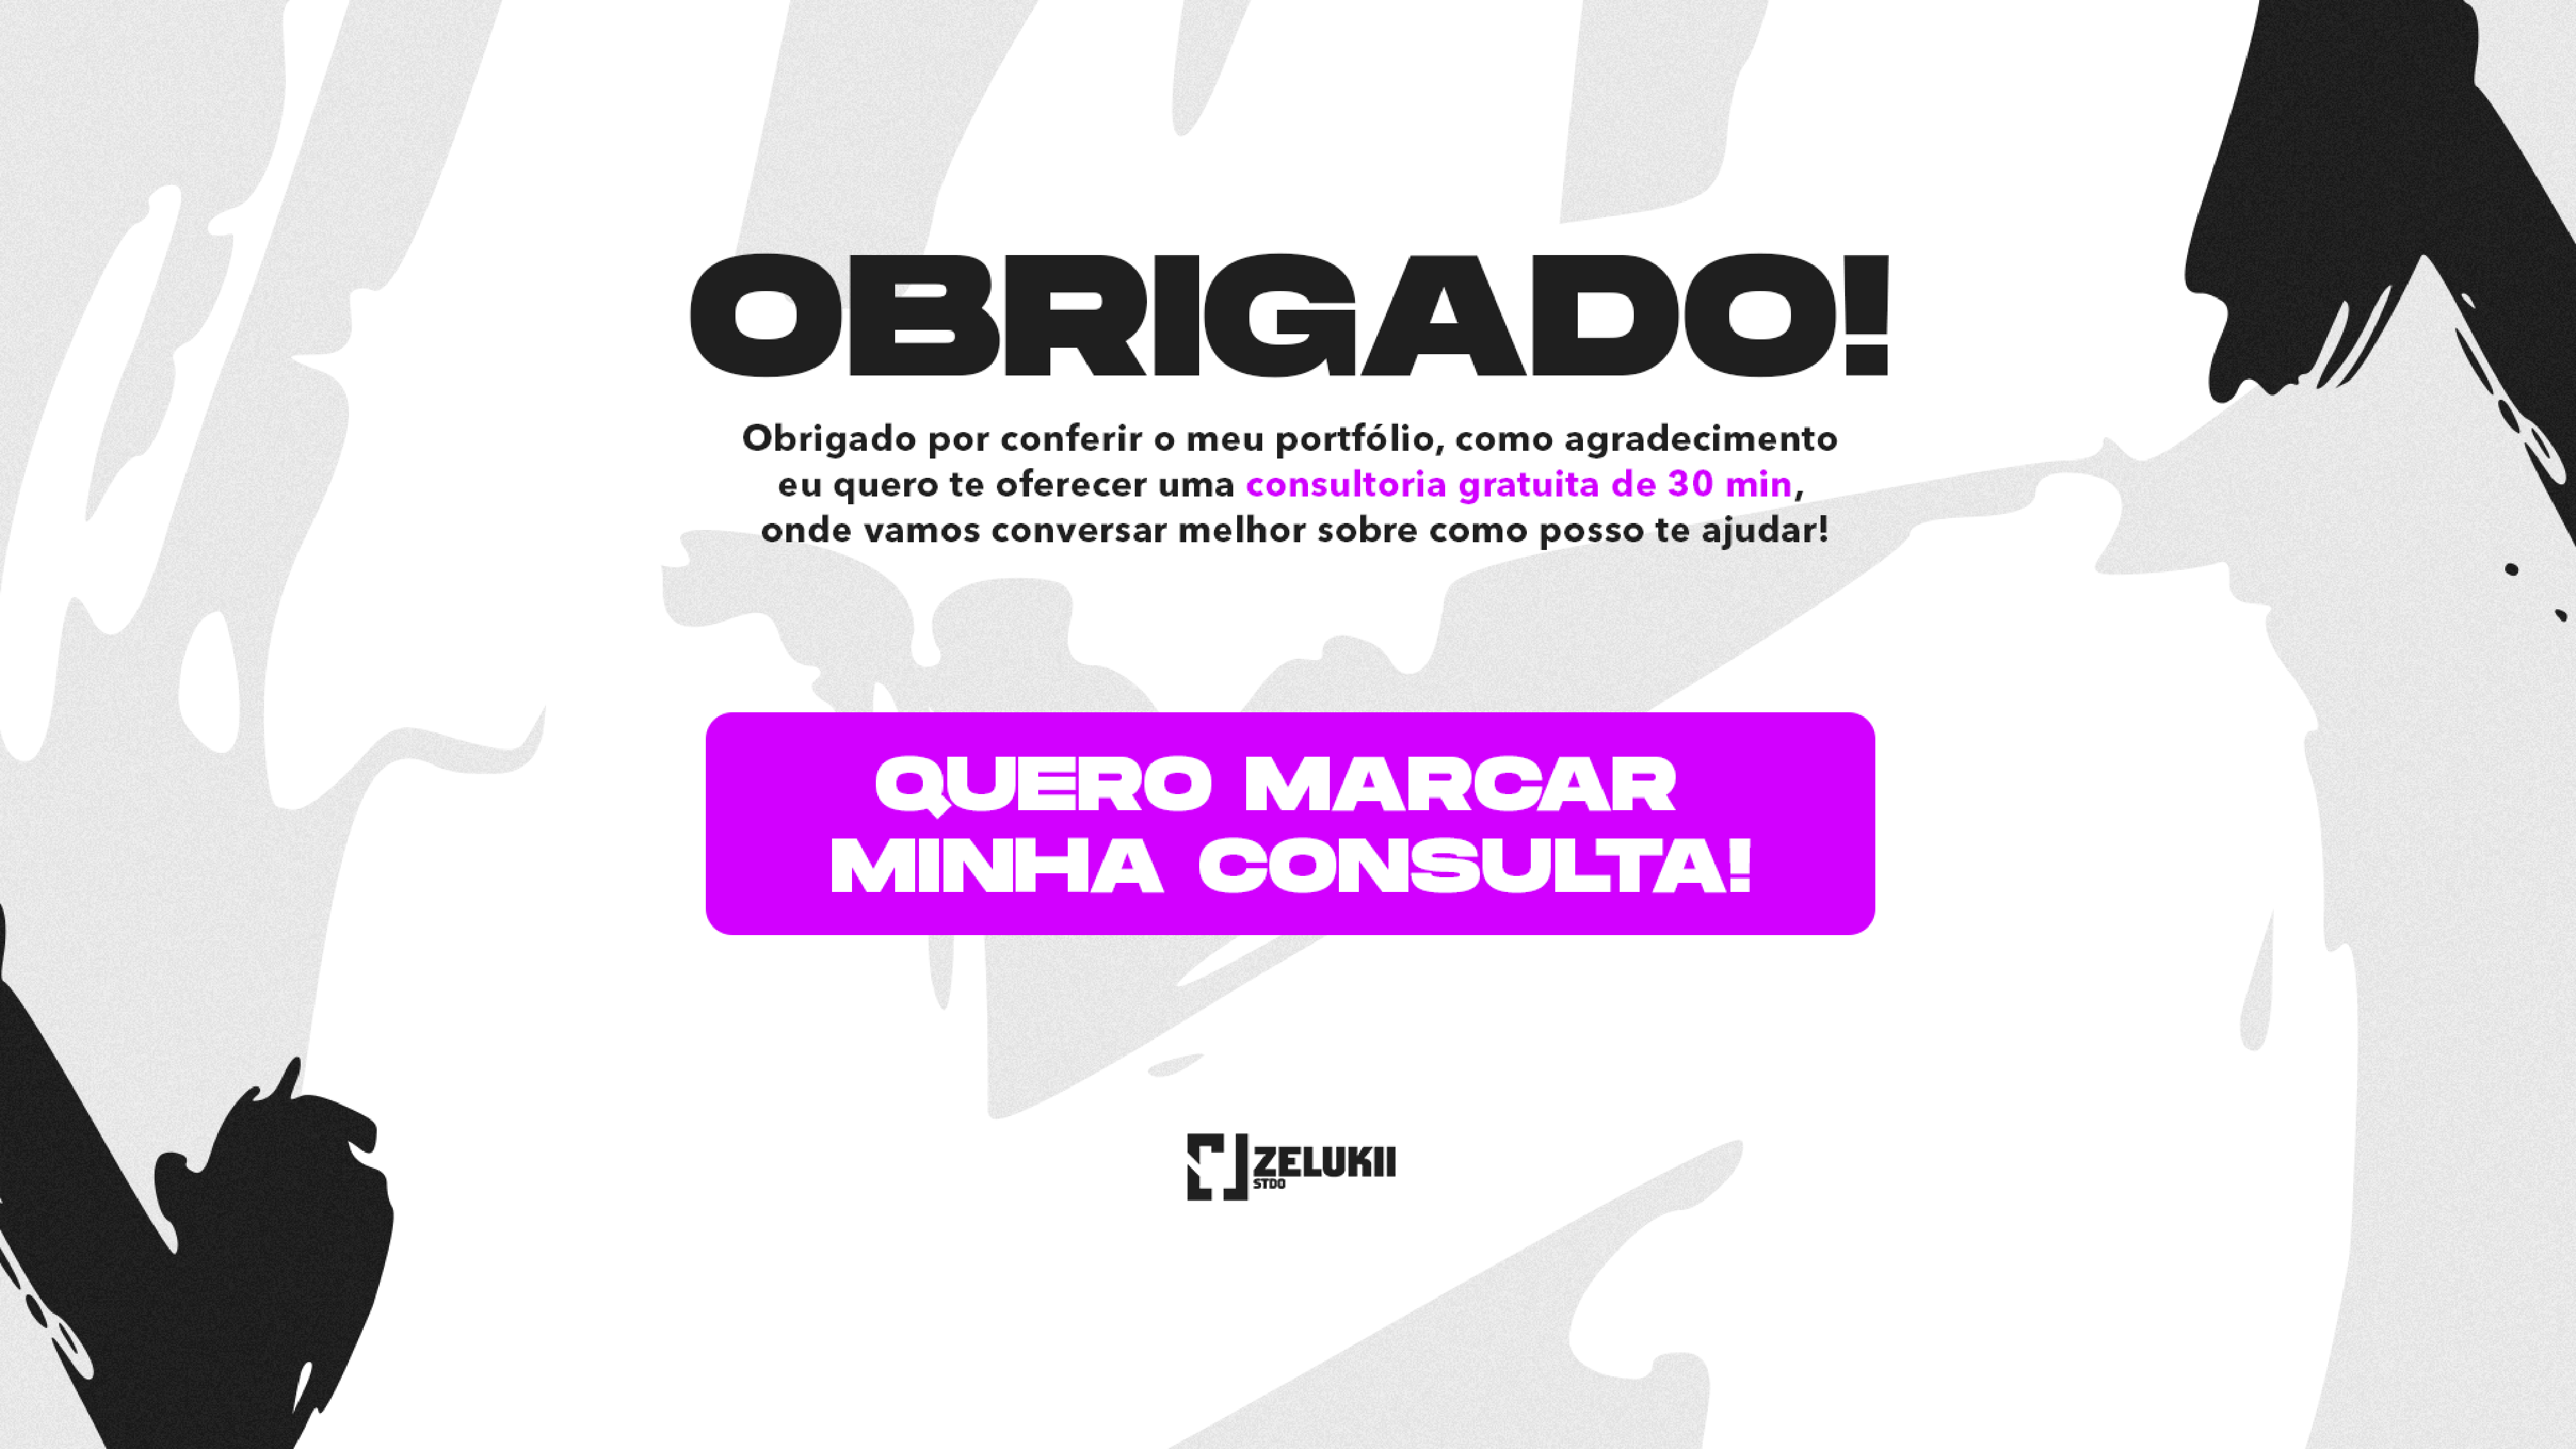 OBRIGADO!
Obrigado por conferir o meu portfólio, como agradecimento
eu quero te oferecer uma consultoria gratuita de 30 min,
onde vamos conversar melhor sobre como posso te ajudar!
QUERO MARCAR
MINHA CONSULTA!
ZELUKII
STDO